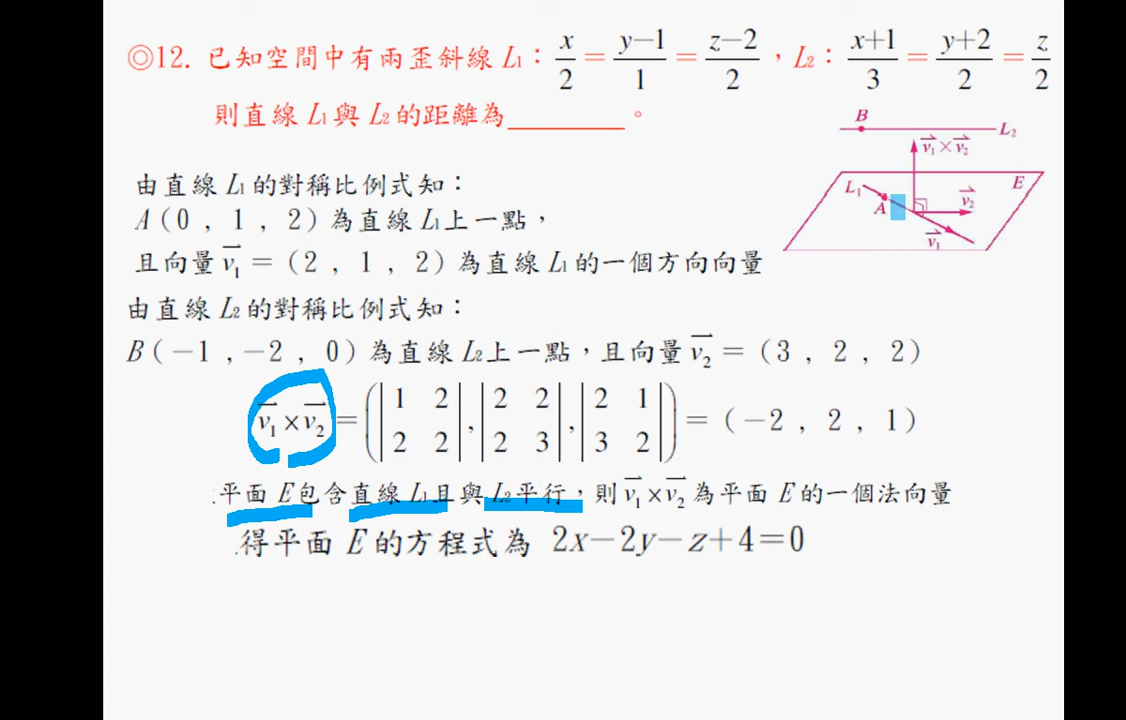 ◎12. 已知空間中有兩歪斜線 L₁：x/2 = (y−1)/1 = (z−2)/2 ，L₂：(x+1)/3 = (y+2)/2 = z/2
則直線 L₁ 與 L₂ 的距離為________。
B L₂
v₁⃗×v₂⃗
L₁ A v₂⃗ v₁⃗ E
由直線 L₁ 的對稱比例式知：
A(0 , 1 , 2) 為直線 L₁ 上一點，
且向量 v₁⃗ = (2 , 1 , 2) 為直線 L₁ 的一個方向向量
由直線 L₂ 的對稱比例式知：
B(−1 , −2 , 0) 為直線 L₂ 上一點，且向量 v₂⃗ = (3 , 2 , 2)
v₁⃗×v₂⃗ = (|1 2; 2 2| , |2 2; 2 3| , |2 1; 3 2|) = (−2 , 2 , 1)
平面 E 包含直線 L₁ 且與 L₂ 平行，則 v₁⃗×v₂⃗ 為平面 E 的一個法向量
得平面 E 的方程式為 2x−2y−z+4=0